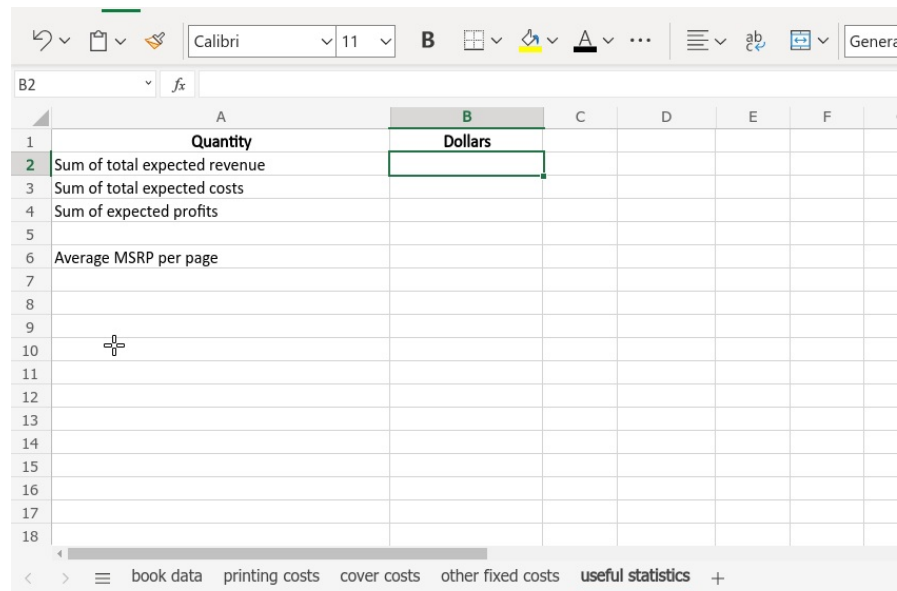 Calibri 11 B A ab c General
B2 fx
A B C D E F
1 Quantity Dollars
2 Sum of total expected revenue
3 Sum of total expected costs
4 Sum of expected profits
5
6 Average MSRP per page
7
8
9
10
11
12
13
14
15
16
17
18
book data printing costs cover costs other fixed costs useful statistics